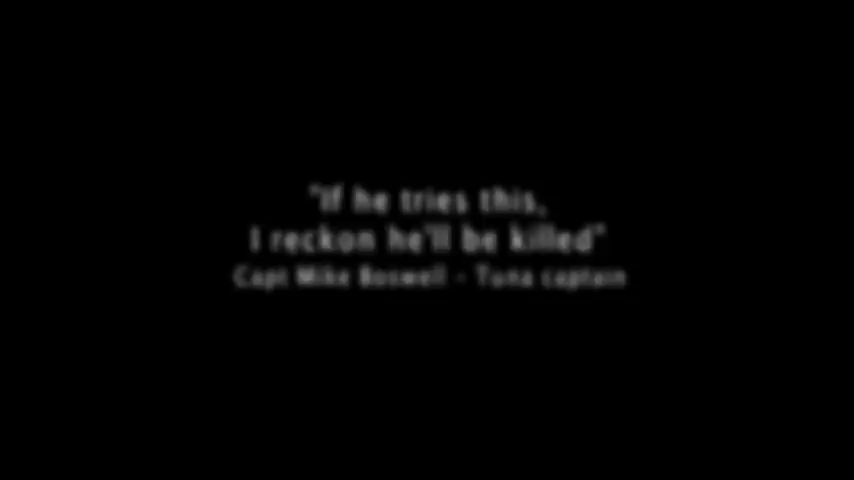 "If he tries this,
I reckon he'll be killed"
Capt Mike Boswell - Tuna captain